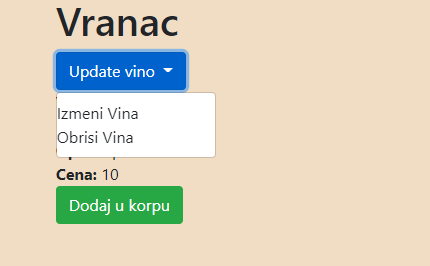 Vranac
Update vino
Izmeni Vina
Obrisi Vina
Cena: 10
Dodaj u korpu